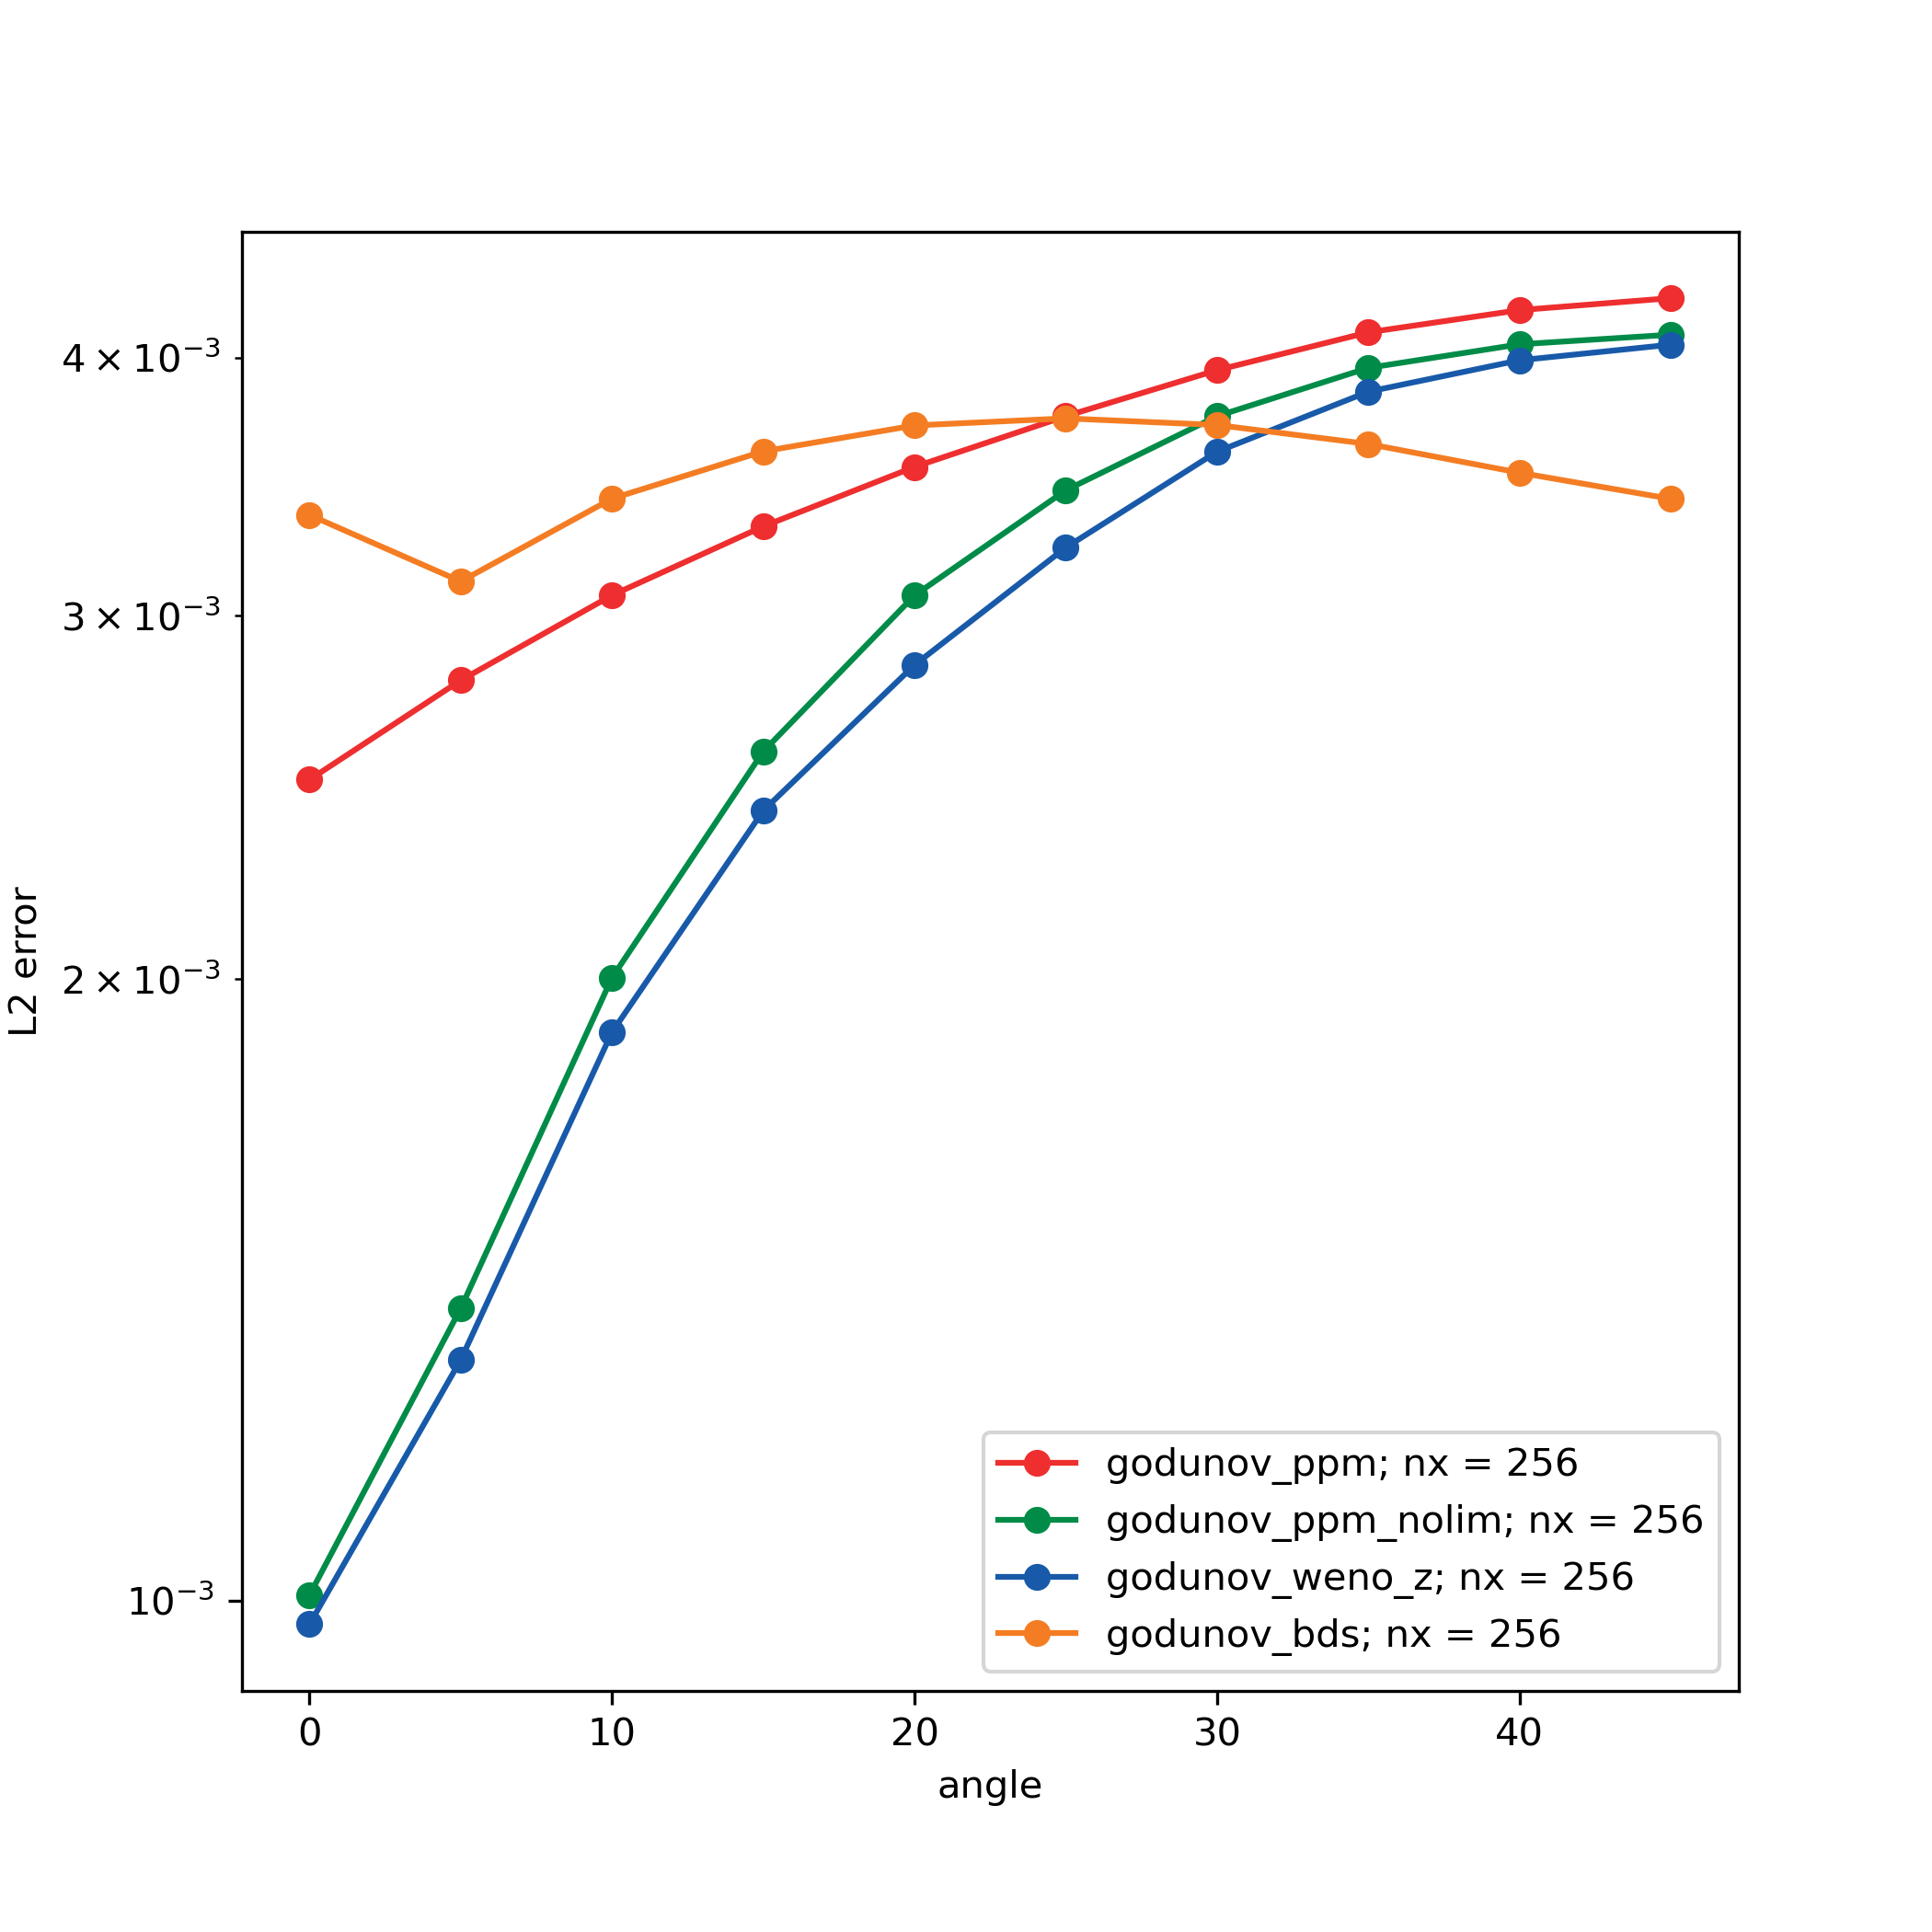 4 × 10⁻³
3 × 10⁻³
2 × 10⁻³
10⁻³
L2 error
0 10 20 30 40
angle
godunov_ppm; nx = 256
godunov_ppm_nolim; nx = 256
godunov_weno_z; nx = 256
godunov_bds; nx = 256